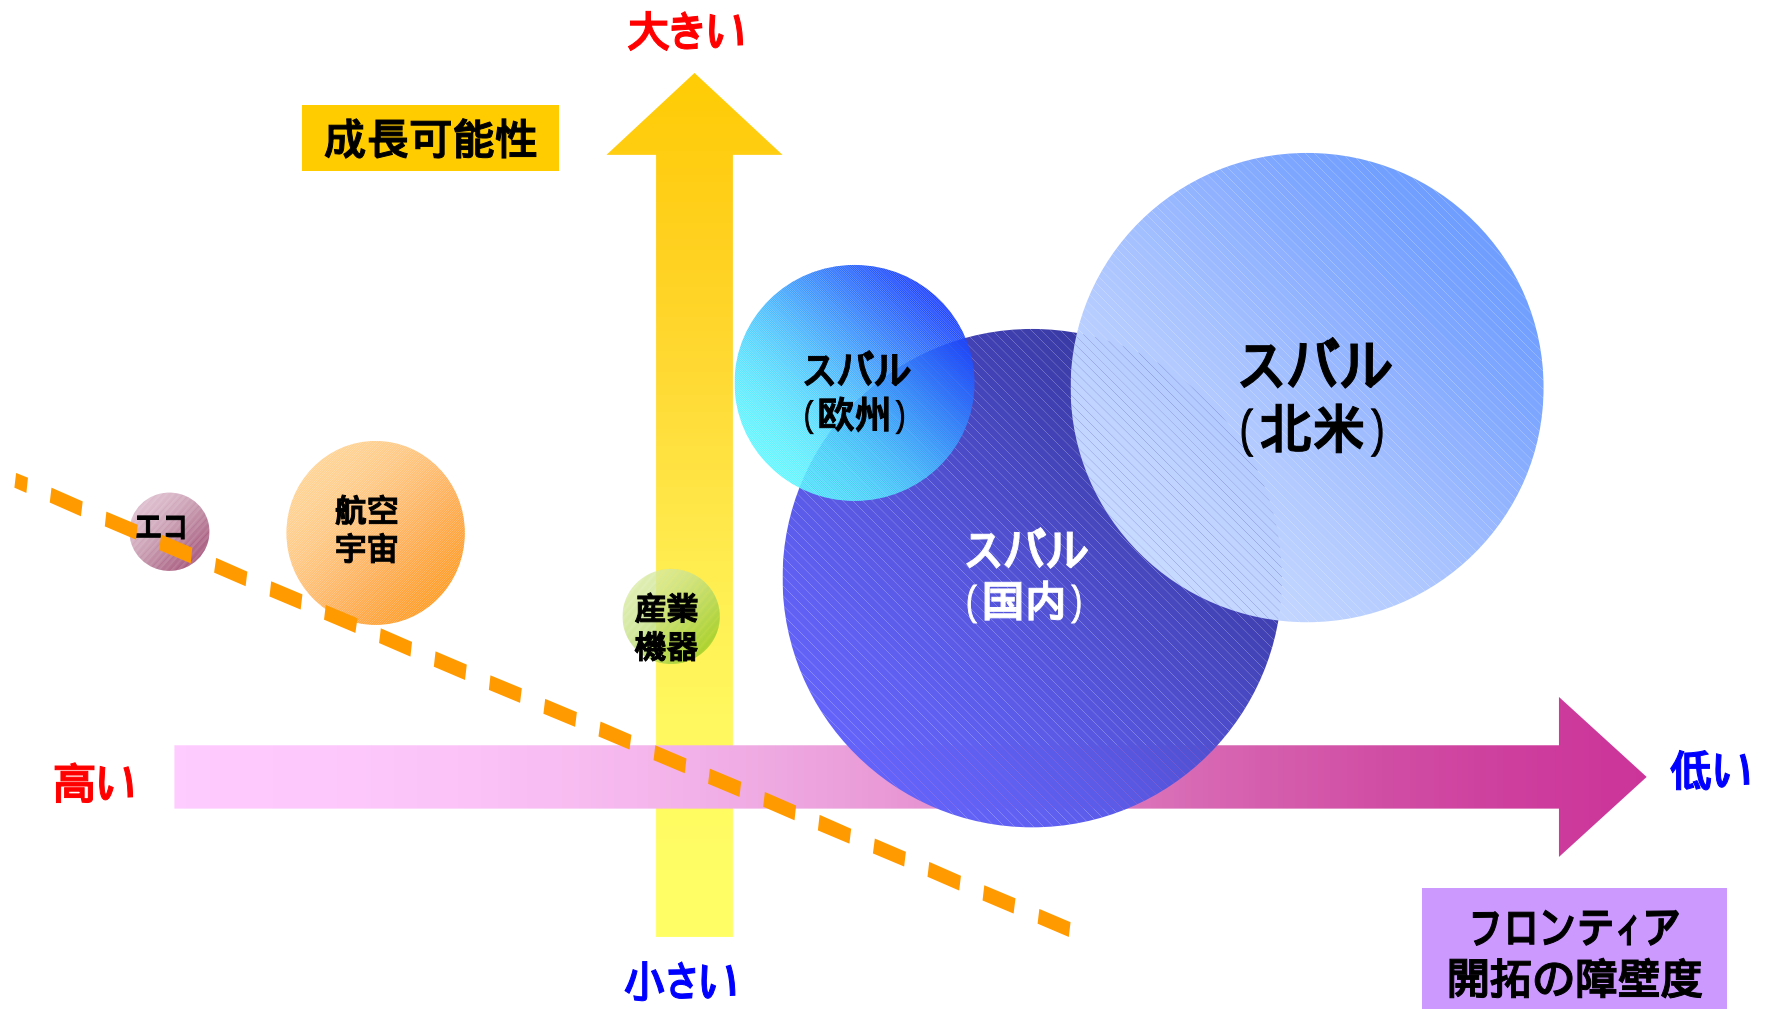 大きい
成長可能性
スバル
(北米)
スバル
(欧州)
エコ
航空
宇宙
スバル
(国内)
産業
機器
高い
低い
フロンティア
開拓の障壁度
小さい